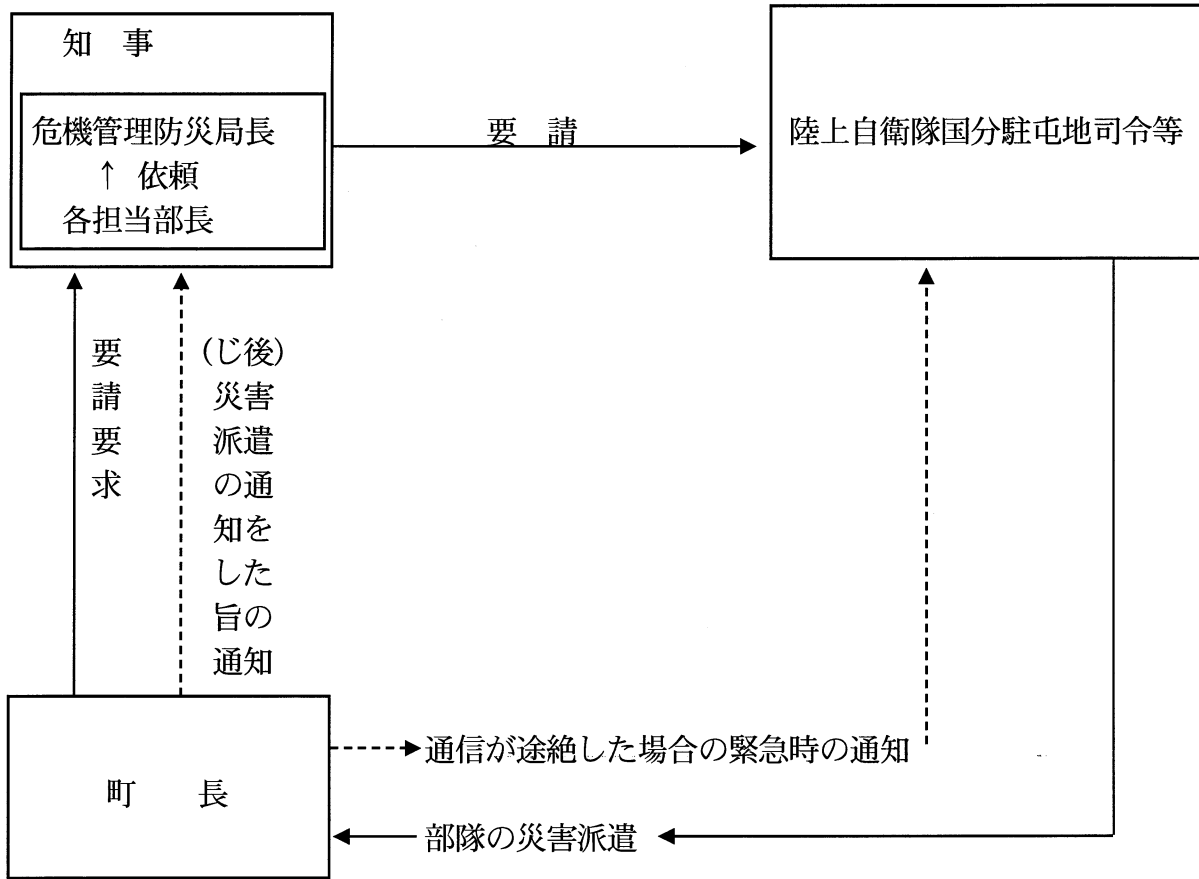 知　事
危機管理防災局長
↑ 依頼
各担当部長
要　請
陸上自衛隊国分駐屯地司令等
要請要求
(じ後)
災害
派遣
の通
知を
した
旨の
通知
町　　長
通信が途絶した場合の緊急時の通知
部隊の災害派遣